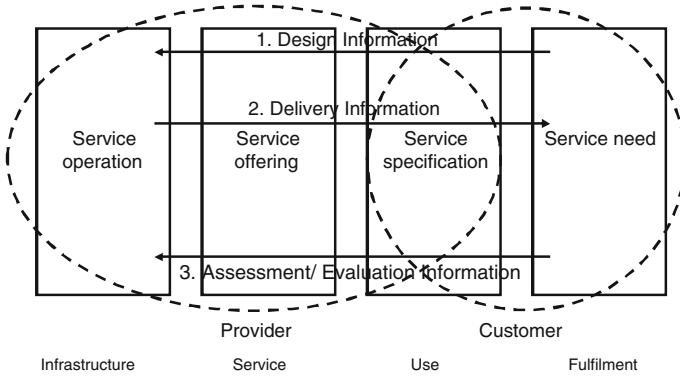 1. Design Information
2. Delivery Information
Service operation
Service offering
Service specification
Service need
3. Assessment/ Evaluation Information
Provider
Customer
Infrastructure
Service
Use
Fulfilment